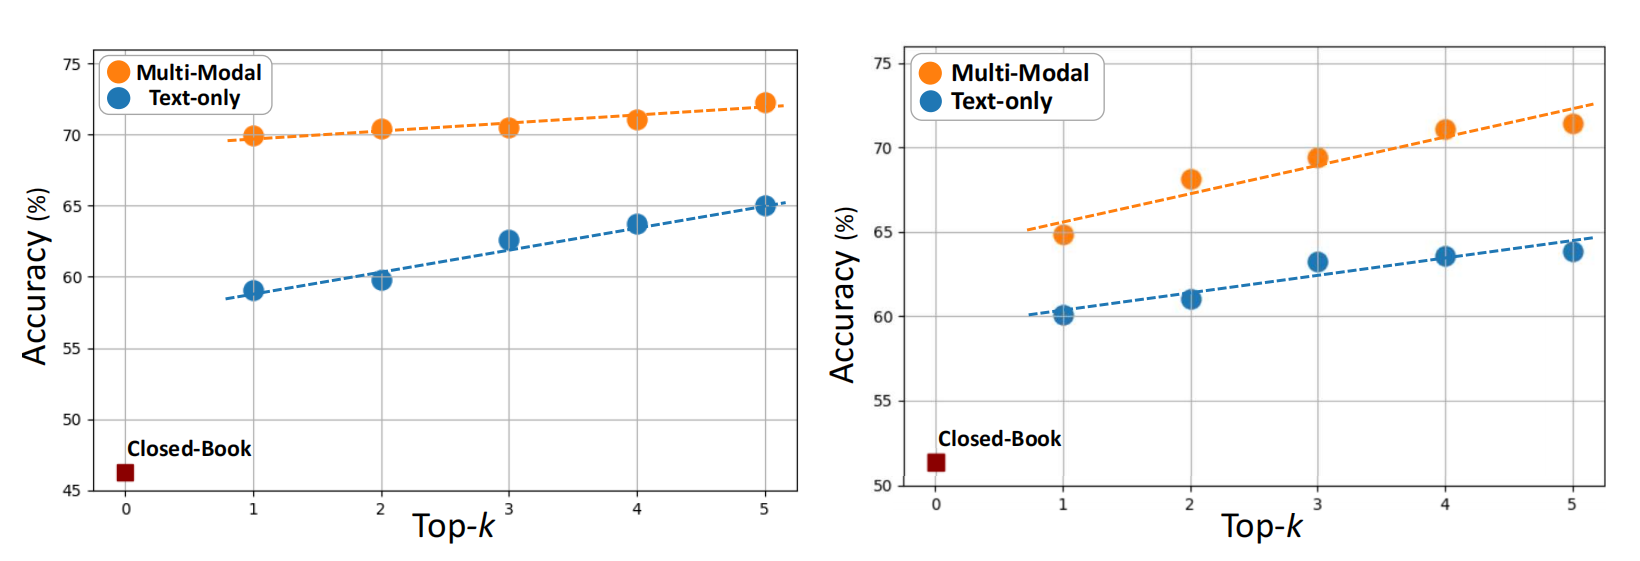 75
70
65
60
55
50
45
Accuracy (%)
Multi-Modal
Text-only
Closed-Book
0 1 2 3 4 5
Top-k
75
70
65
60
55
50
Accuracy (%)
Multi-Modal
Text-only
Closed-Book
0 1 2 3 4 5
Top-k